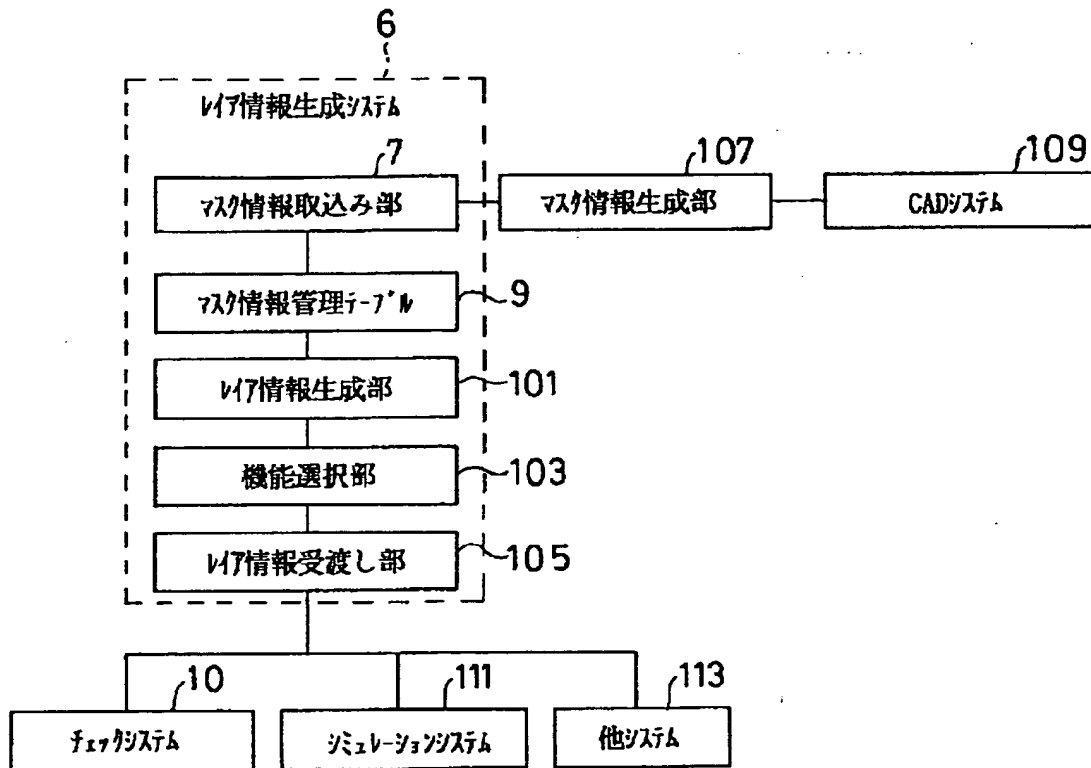 6
レイア情報生成システム
7
マスク情報取込み部
107
マスク情報生成部
109
CADシステム
マスク情報管理テーブル
9
レイア情報生成部
101
機能選択部
103
レイア情報受渡し部
105
10
チェックシステム
111
シミュレーションシステム
113
他システム